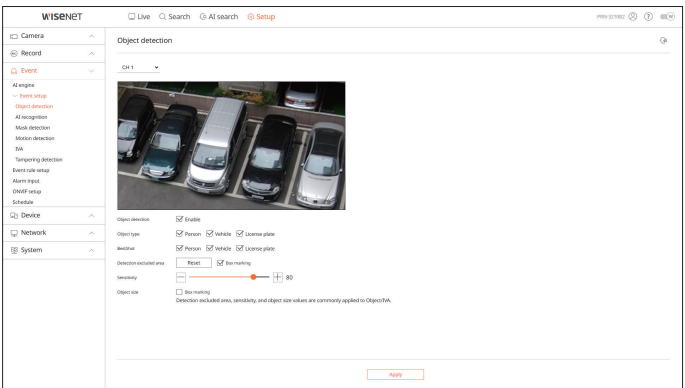 WISENET
Live Search AI search Setup
PRN-3210B2
Camera
Object detection
Record
Event
CH 1
AI engine
Event setup
Object detection
AI recognition
Mask detection
Motion detection
IVA
Tampering detection
Event rule setup
Alarm input
ONVIF setup
Schedule
Device
Network
System
Object detection Enable
Object type Person Vehicle License plate
BestShot Person Vehicle License plate
Detection excluded area Reset Box marking
Sensitivity 80
Object size Box marking
Detection excluded area, sensitivity, and object size values are commonly applied to Object/IVA.
Apply